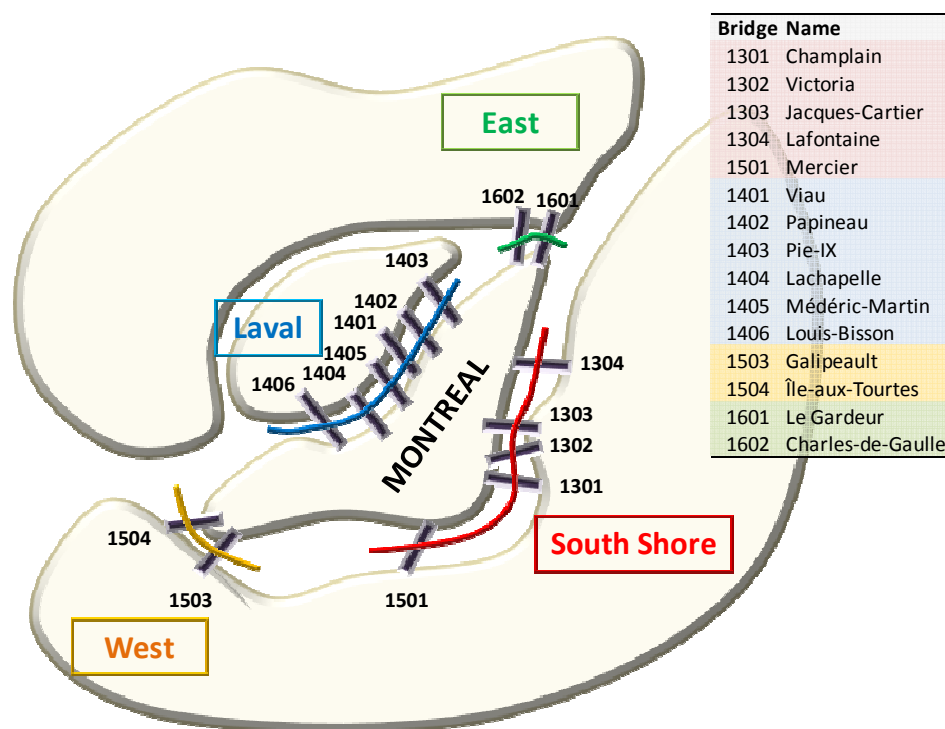 Bridge Name
1301 Champlain
1302 Victoria
1303 Jacques-Cartier
1304 Lafontaine
1501 Mercier
1401 Viau
1402 Papineau
1403 Pie-IX
1404 Lachapelle
1405 Médéric-Martin
1406 Louis-Bisson
1503 Galipeault
1504 Île-aux-Tourtes
1601 Le Gardeur
1602 Charles-de-Gaulle
East
1602
1601
1403
1402
1401
Laval
1405
1404
1406
1304
MONTREAL
1303
1302
1301
1504
South Shore
1503
1501
West